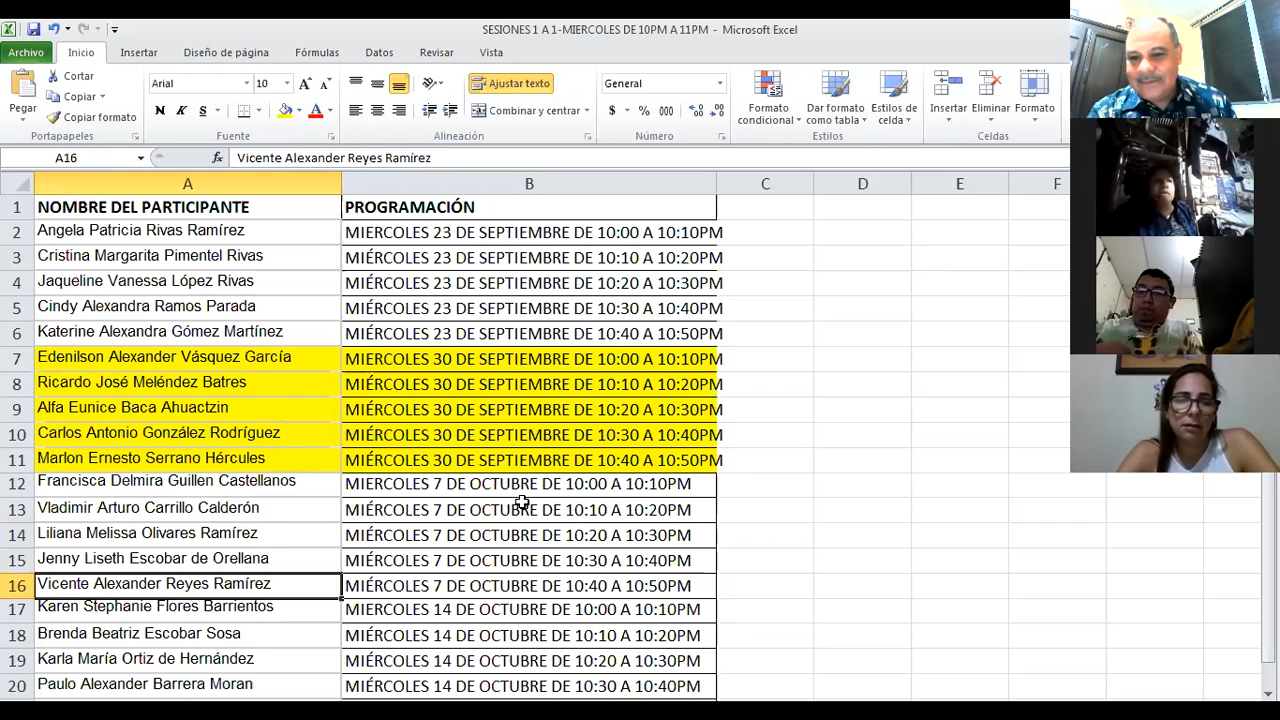 SESIONES 1 A 1-MIERCOLES DE 10PM A 11PM - Microsoft Excel
Archivo Inicio Insertar Diseño de página Fórmulas Datos Revisar Vista
Pegar Cortar Copiar Copiar formato Portapapeles
Arial 10 A A N K S A Fuente
Ajustar texto Combinar y centrar Alineación
General $ % 000 Número
Formato condicional Dar formato como tabla Estilos de celda Estilos
Insertar Eliminar Formato Celdas
A16 fx Vicente Alexander Reyes Ramírez
A B C D E F
1 NOMBRE DEL PARTICIPANTE PROGRAMACIÓN
2 Angela Patricia Rivas Ramírez MIERCOLES 23 DE SEPTIEMBRE DE 10:00 A 10:10PM
3 Cristina Margarita Pimentel Rivas MIÉRCOLES 23 DE SEPTIEMBRE DE 10:10 A 10:20PM
4 Jaqueline Vanessa López Rivas MIÉRCOLES 23 DE SEPTIEMBRE DE 10:20 A 10:30PM
5 Cindy Alexandra Ramos Parada MIÉRCOLES 23 DE SEPTIEMBRE DE 10:30 A 10:40PM
6 Katerine Alexandra Gómez Martínez MIÉRCOLES 23 DE SEPTIEMBRE DE 10:40 A 10:50PM
7 Edenilson Alexander Vásquez García MIERCOLES 30 DE SEPTIEMBRE DE 10:00 A 10:10PM
8 Ricardo José Meléndez Batres MIÉRCOLES 30 DE SEPTIEMBRE DE 10:10 A 10:20PM
9 Alfa Eunice Baca Ahuactzin MIÉRCOLES 30 DE SEPTIEMBRE DE 10:20 A 10:30PM
10 Carlos Antonio González Rodríguez MIÉRCOLES 30 DE SEPTIEMBRE DE 10:30 A 10:40PM
11 Marlon Ernesto Serrano Hércules MIÉRCOLES 30 DE SEPTIEMBRE DE 10:40 A 10:50PM
12 Francisca Delmira Guillen Castellanos MIERCOLES 7 DE OCTUBRE DE 10:00 A 10:10PM
13 Vladimir Arturo Carrillo Calderón MIÉRCOLES 7 DE OCTUBRE DE 10:10 A 10:20PM
14 Liliana Melissa Olivares Ramírez MIÉRCOLES 7 DE OCTUBRE DE 10:20 A 10:30PM
15 Jenny Liseth Escobar de Orellana MIÉRCOLES 7 DE OCTUBRE DE 10:30 A 10:40PM
16 Vicente Alexander Reyes Ramírez MIÉRCOLES 7 DE OCTUBRE DE 10:40 A 10:50PM
17 Karen Stephanie Flores Barrientos MIERCOLES 14 DE OCTUBRE DE 10:00 A 10:10PM
18 Brenda Beatriz Escobar Sosa MIÉRCOLES 14 DE OCTUBRE DE 10:10 A 10:20PM
19 Karla María Ortiz de Hernández MIÉRCOLES 14 DE OCTUBRE DE 10:20 A 10:30PM
20 Paulo Alexander Barrera Moran MIÉRCOLES 14 DE OCTUBRE DE 10:30 A 10:40PM